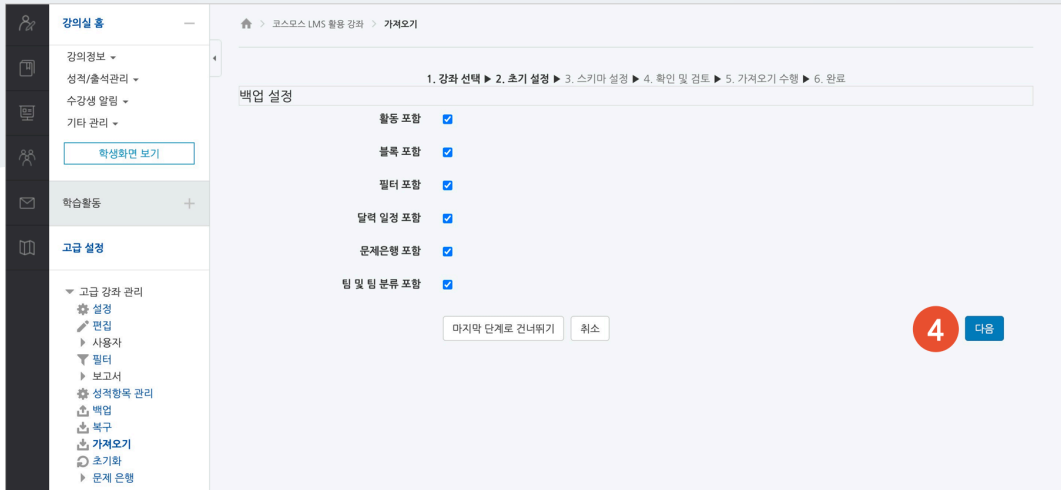 강의실 홈
강의정보
성적/출석관리
수강생 알림
기타 관리
학생화면 보기
학습활동
고급 설정
고급 강좌 관리
설정
편집
사용자
필터
보고서
성적항목 관리
백업
복구
가져오기
초기화
문제 은행
코스모스 LMS 활용 강좌 > 가져오기
1. 강좌 선택 ▶ 2. 초기 설정 ▶ 3. 스키마 설정 ▶ 4. 확인 및 검토 ▶ 5. 가져오기 수행 ▶ 6. 완료
백업 설정
활동 포함
블록 포함
필터 포함
달력 일정 포함
문제은행 포함
팀 및 팀 분류 포함
마지막 단계로 건너뛰기 취소 4 다음